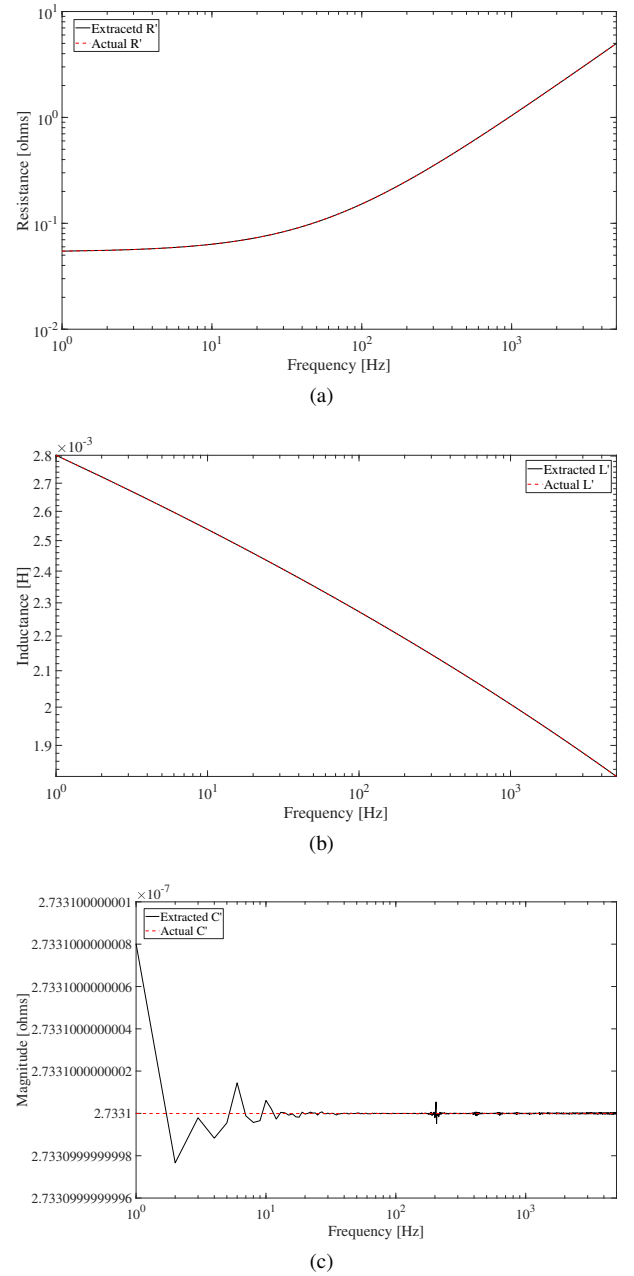 10^1
Extracetd R'
Actual R'
10^0
10^-1
10^-2
Resistance [ohms]
10^0 10^1 10^2 10^3
Frequency [Hz]
(a)
×10^-3
2.8
Extracted L'
Actual L'
2.7
2.6
2.5
2.4
2.3
2.2
2.1
2
1.9
Inductance [H]
10^0 10^1 10^2 10^3
Frequency [Hz]
(b)
×10^-7
2.733100000001
Extracted C'
Actual C'
2.7331000000008
2.7331000000004
2.7331000000002
2.7331
2.7330999999998
2.7330999999996
Magnitude [ohms]
10^0 10^1 10^2 10^3
Frequency [Hz]
(c)